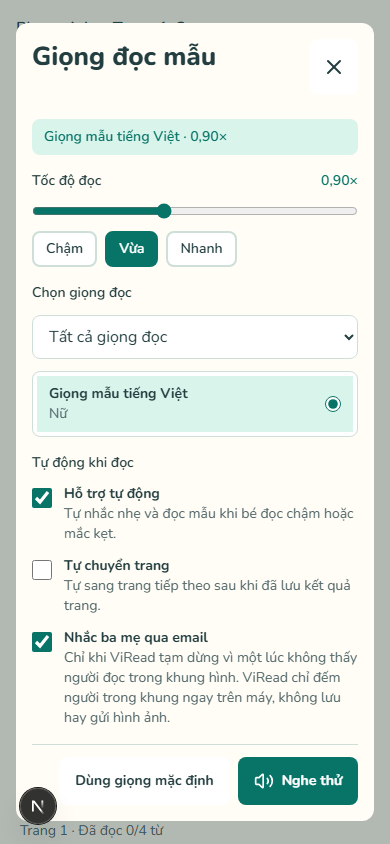 Giọng đọc mẫu
Giọng mẫu tiếng Việt · 0,90×
Tốc độ đọc
0,90×
Chậm
Vừa
Nhanh
Chọn giọng đọc
Tất cả giọng đọc
Giọng mẫu tiếng Việt
Nữ
Tự động khi đọc
Hỗ trợ tự động
Tự nhắc nhẹ và đọc mẫu khi bé đọc chậm hoặc
mắc kẹt.
Tự chuyển trang
Tự sang trang tiếp theo sau khi đã lưu kết quả
trang.
Nhắc ba mẹ qua email
Chỉ khi ViRead tạm dừng vì một lúc không thấy
người đọc trong khung hình. ViRead chỉ đếm
người trong khung ngay trên máy, không lưu
hay gửi hình ảnh.
Dùng giọng mặc định
Nghe thử
N
Trang 1 · Đã đọc 0/4 từ